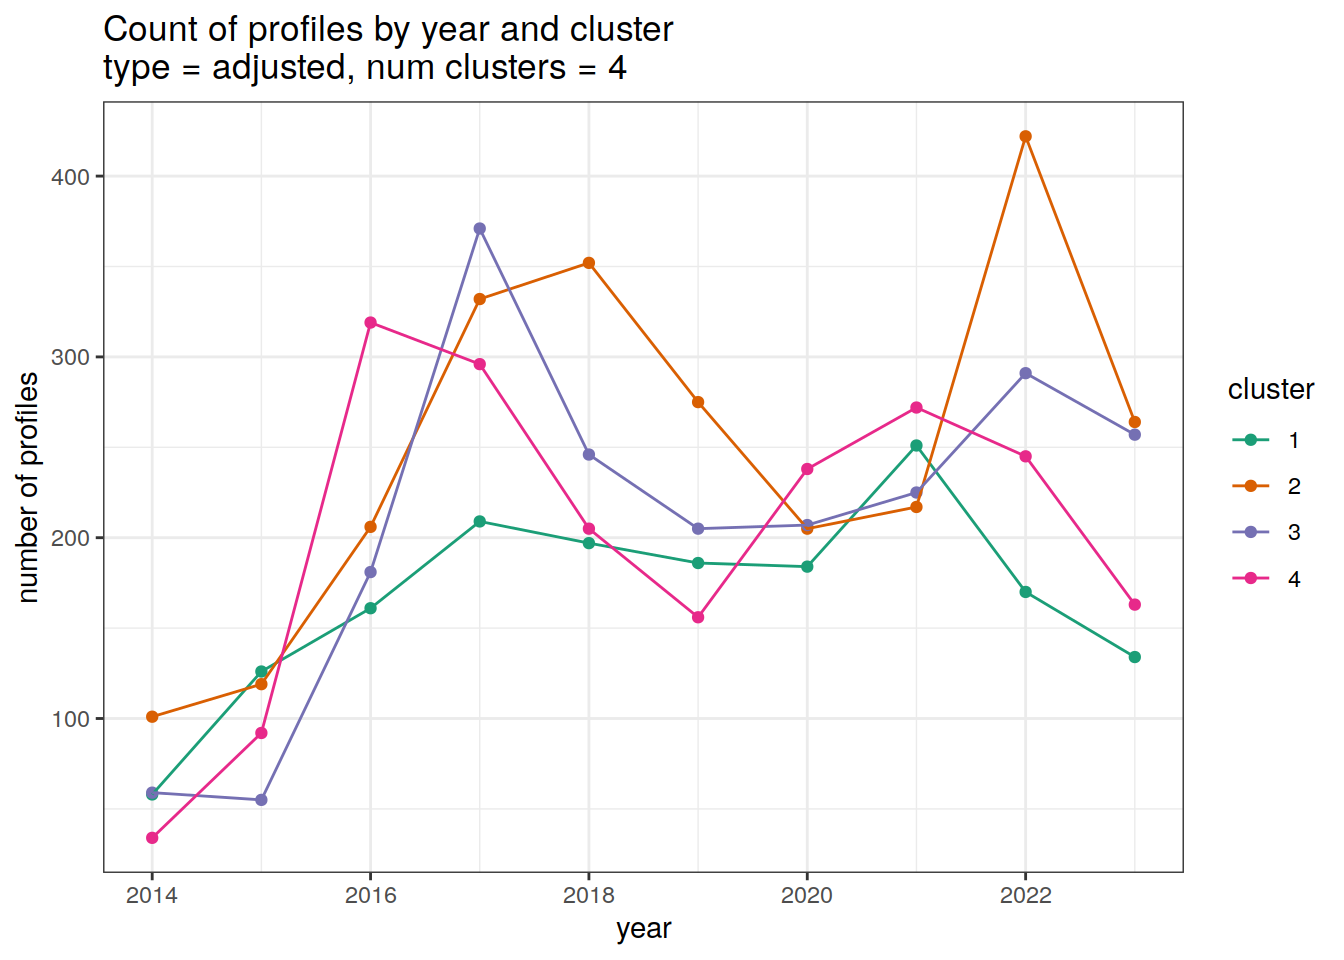 Count of profiles by year and cluster
type = adjusted, num clusters = 4
number of profiles
400
300
200
100
2014
2016
2018
2020
2022
year
cluster
1
2
3
4